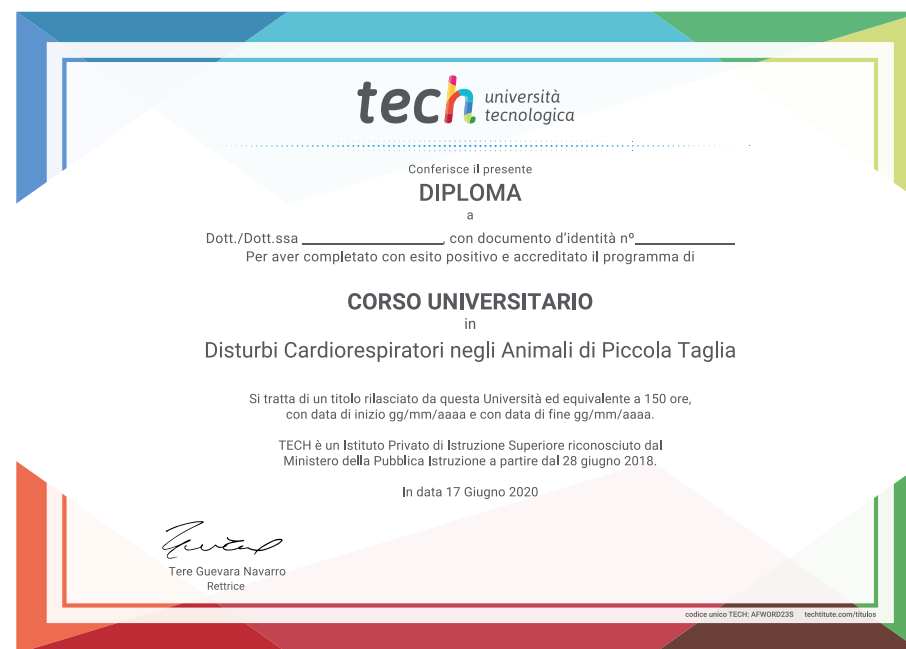 tech università
tecnologica
Conferisce il presente
DIPLOMA
a
Dott./Dott.ssa ____________________, con documento d'identità nº______________
Per aver completato con esito positivo e accreditato il programma di
CORSO UNIVERSITARIO
in
Disturbi Cardiorespiratori negli Animali di Piccola Taglia
Si tratta di un titolo rilasciato da questa Università ed equivalente a 150 ore,
con data di inizio gg/mm/aaaa e con data di fine gg/mm/aaaa.
TECH è un Istituto Privato di Istruzione Superiore riconosciuto dal
Ministero della Pubblica Istruzione a partire dal 28 giugno 2018.
In data 17 Giugno 2020
Tere Guevara Navarro
Rettrice
codice unico TECH: AFWORD23S techtitute.com/titulos